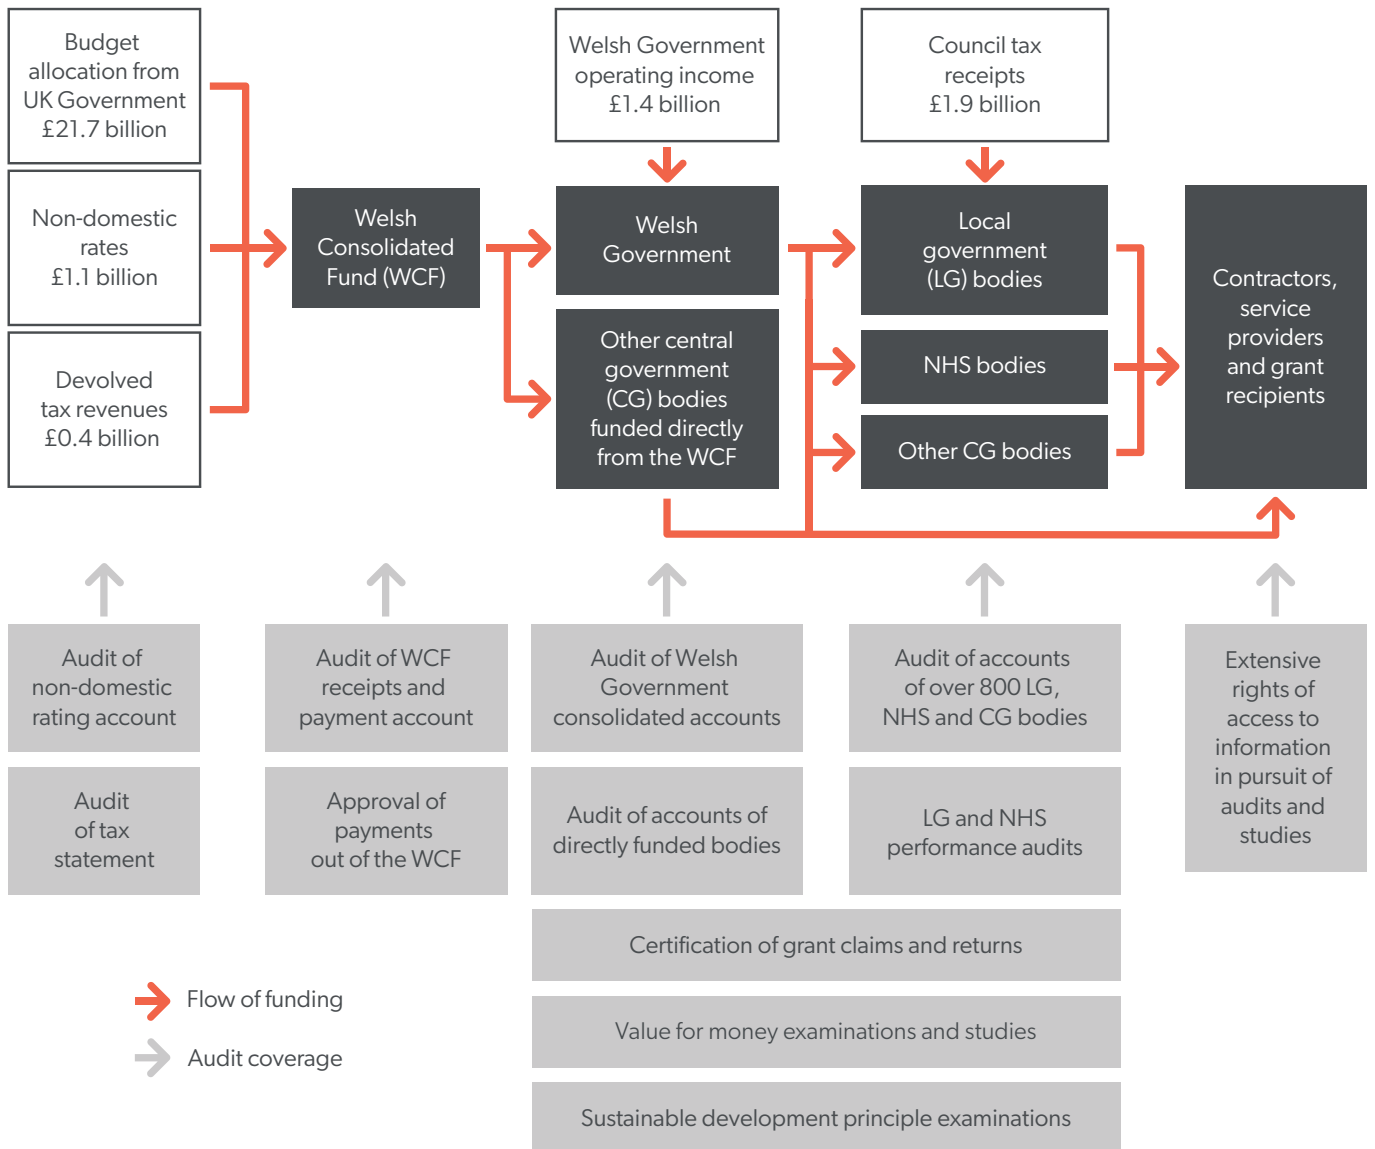 Budget
allocation from
UK Government
£21.7 billion
Non-domestic
rates
£1.1 billion
Devolved
tax revenues
£0.4 billion
Welsh
Consolidated
Fund (WCF)
Welsh Government
operating income
£1.4 billion
Welsh
Government
Other central
government
(CG) bodies
funded directly
from the WCF
Council tax
receipts
£1.9 billion
Local
government
(LG) bodies
NHS bodies
Other CG bodies
Contractors,
service
providers
and grant
recipients
Audit of
non-domestic
rating account
Audit
of tax
statement
Audit of WCF
receipts and
payment account
Approval of
payments
out of the WCF
Audit of Welsh
Government
consolidated accounts
Audit of accounts of
directly funded bodies
Audit of accounts
of over 800 LG,
NHS and CG bodies
LG and NHS
performance audits
Extensive
rights of
access to
information
in pursuit of
audits and
studies
Certification of grant claims and returns
Value for money examinations and studies
Sustainable development principle examinations
Flow of funding
Audit coverage